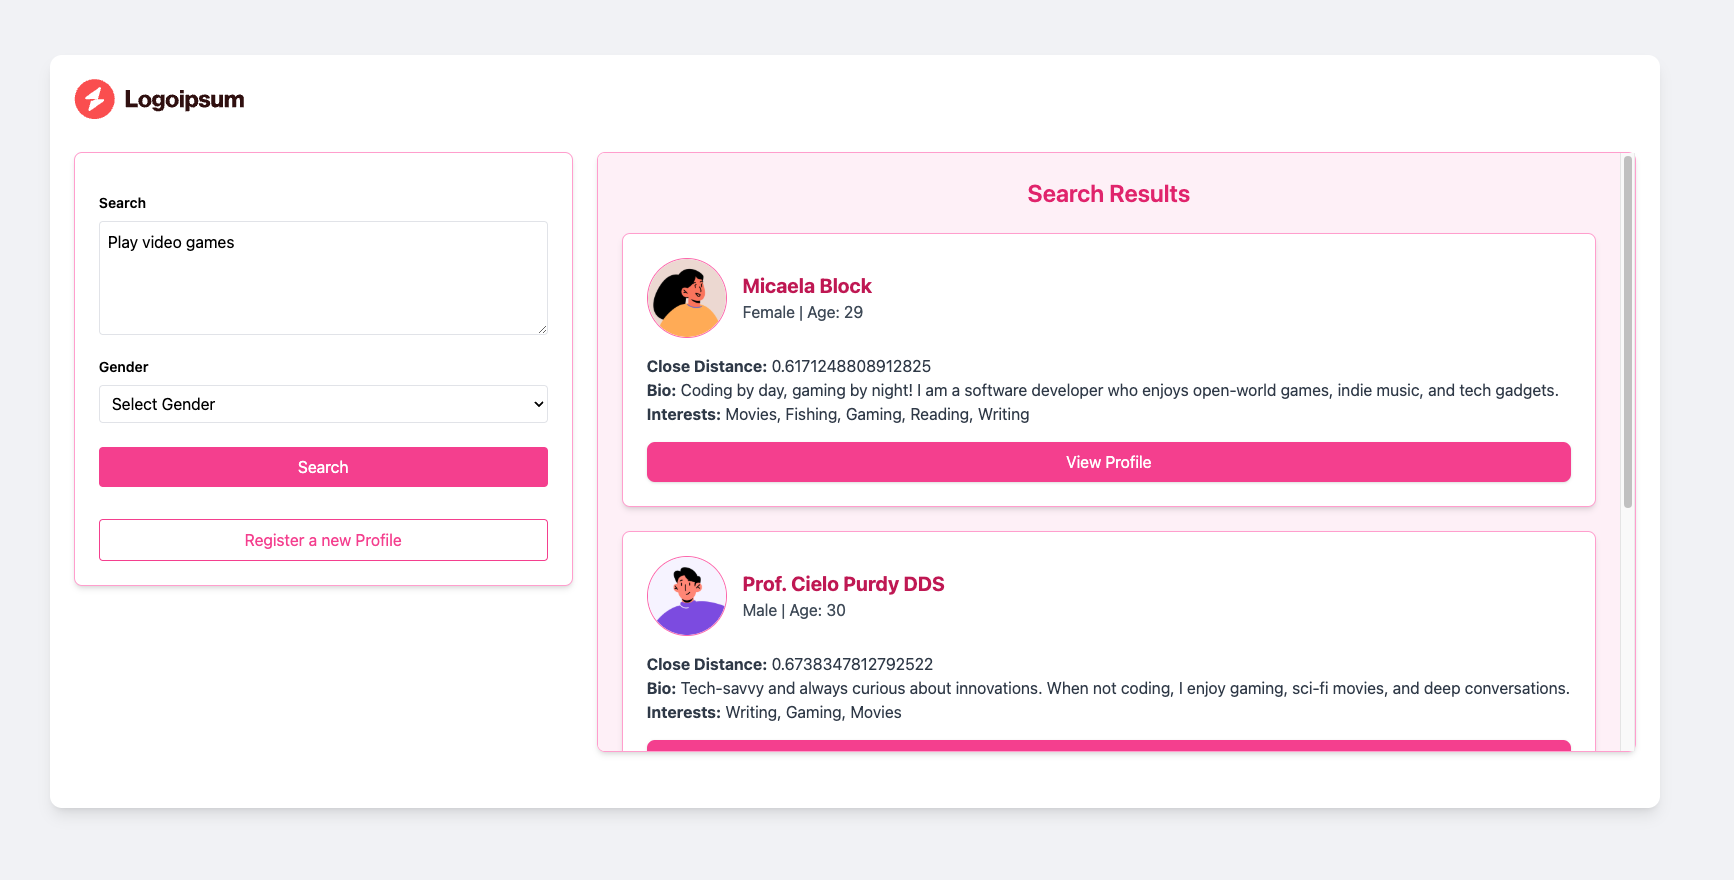 Logoipsum
Search
Play video games
Gender
Select Gender
Search
Register a new Profile
Search Results
Micaela Block
Female | Age: 29
Close Distance: 0.6171248808912825
Bio: Coding by day, gaming by night! I am a software developer who enjoys open-world games, indie music, and tech gadgets.
Interests: Movies, Fishing, Gaming, Reading, Writing
View Profile
Prof. Cielo Purdy DDS
Male | Age: 30
Close Distance: 0.6738347812792522
Bio: Tech-savvy and always curious about innovations. When not coding, I enjoy gaming, sci-fi movies, and deep conversations.
Interests: Writing, Gaming, Movies